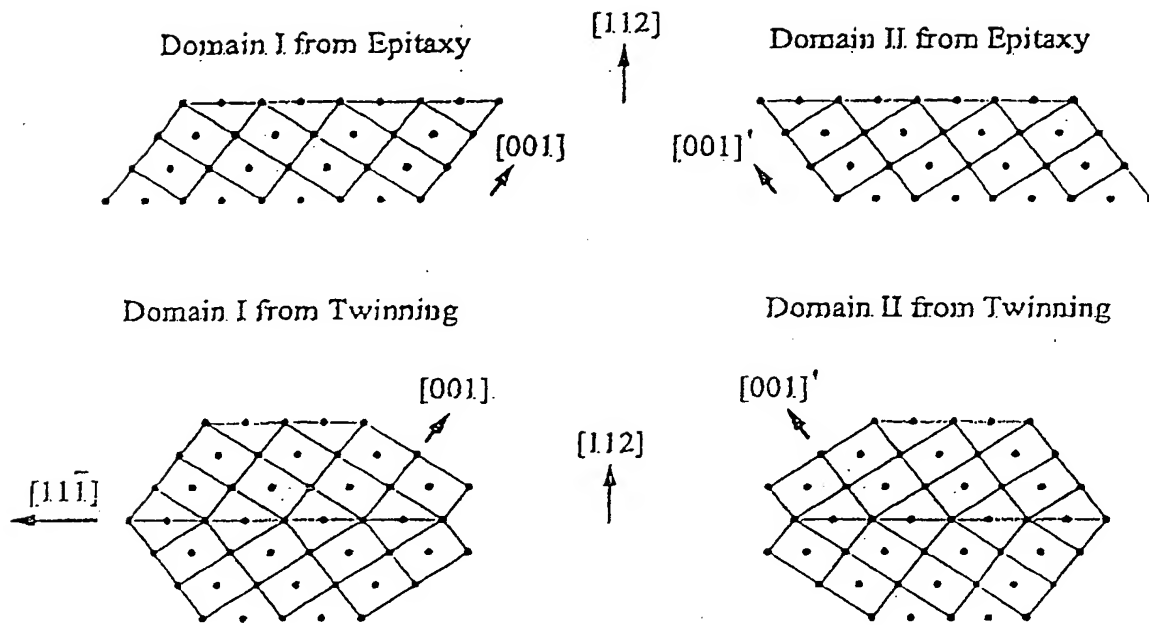 [112]
Domain I from Epitaxy
Domain II from Epitaxy
[001]
[001]'
Domain I from Twinning
Domain II from Twinning
[001]
[001]'
[112]
[111̅]